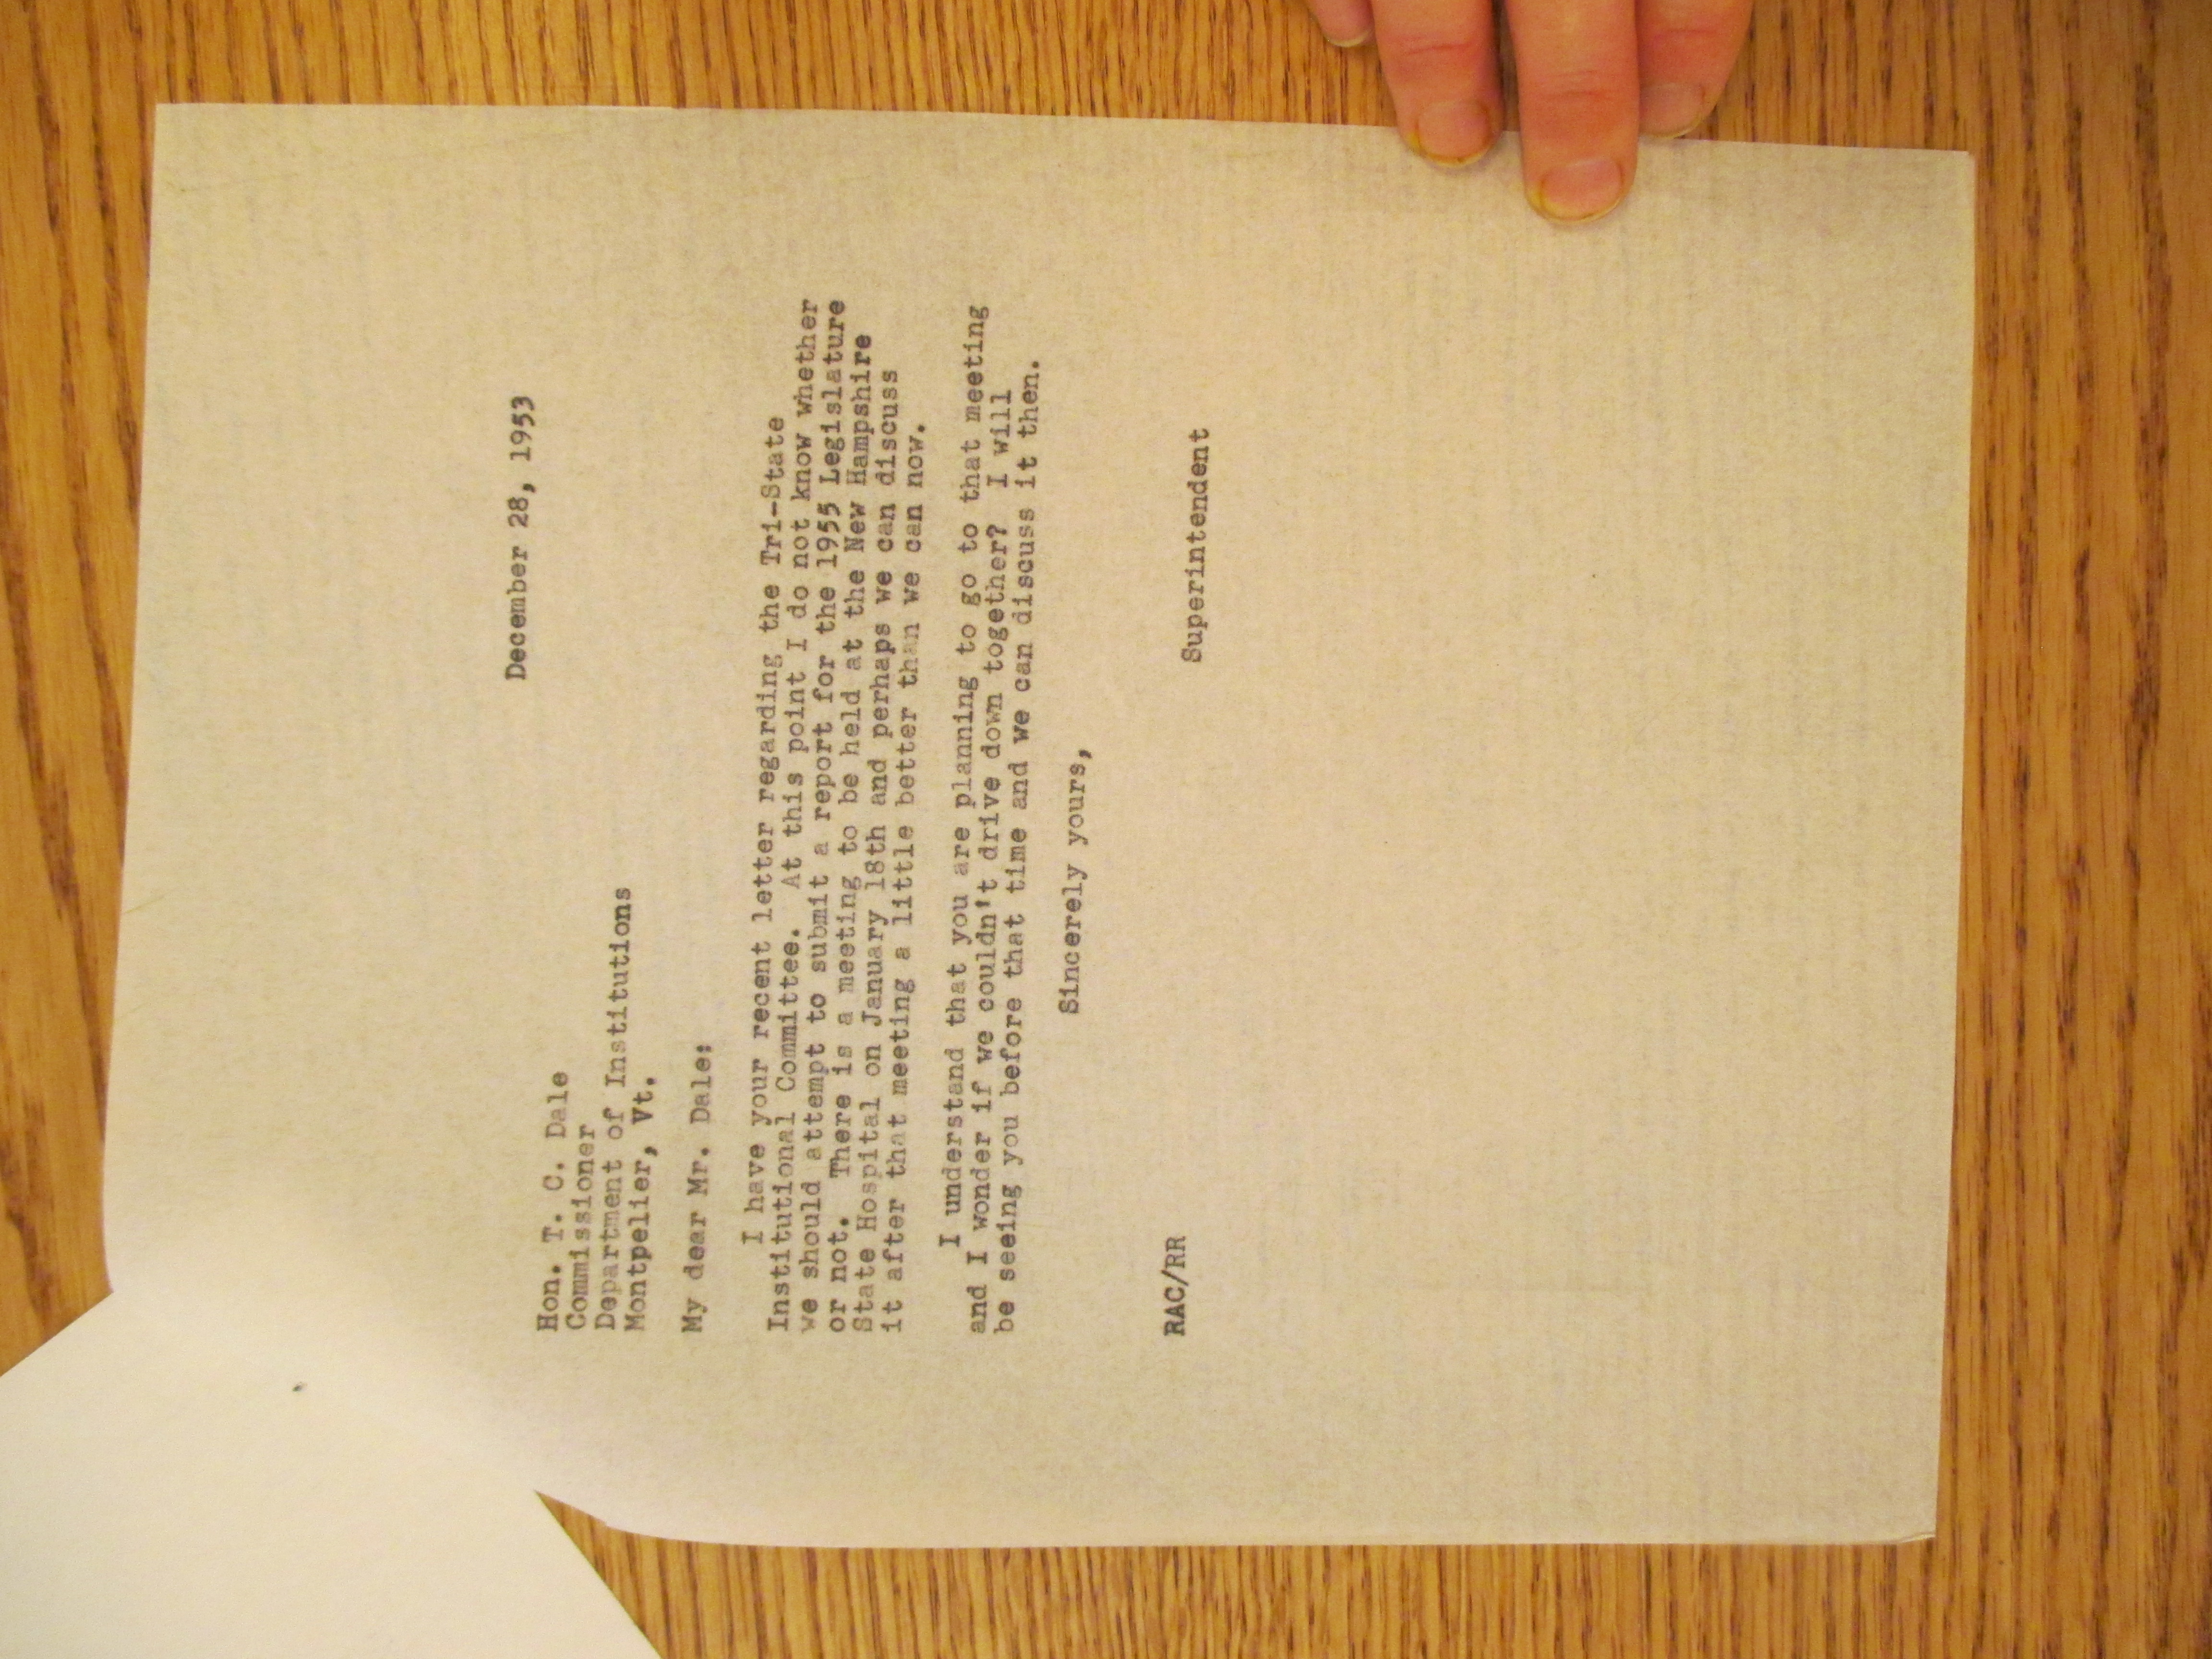 December 28, 1953
Hon. T. C. Dale
Commissioner
Department of Institutions
Montpelier, Vt.
My dear Mr. Dale:
I have your recent letter regarding the Tri-State
Institutional Committee. At this point I do not know whether
we should attempt to submit a report for the 1955 Legislature
or not. There is a meeting to be held at the New Hampshire
State Hospital on January 18th and perhaps we can discuss
it after that meeting a little better than we can now.
I understand that you are planning to go to that meeting
and I wonder if we couldn't drive down together? I will
be seeing you before that time and we can discuss it then.
Sincerely yours,
Superintendent
RAC/RR